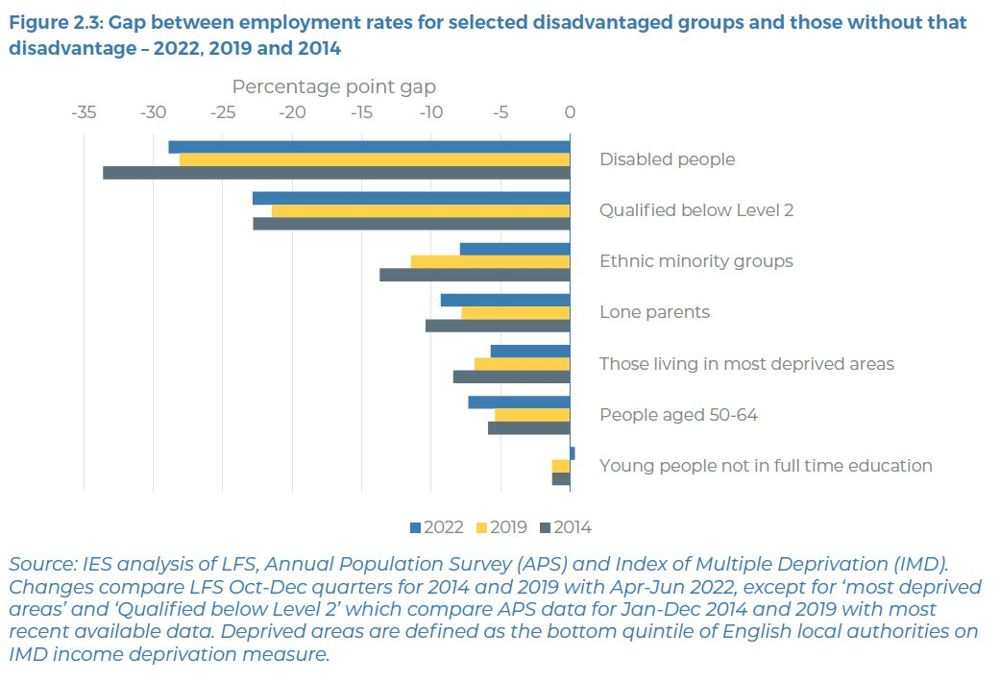 Figure 2.3: Gap between employment rates for selected disadvantaged groups and those without that
disadvantage – 2022, 2019 and 2014
Percentage point gap
-35 -30 -25 -20 -15 -10 -5 0
Disabled people
Qualified below Level 2
Ethnic minority groups
Lone parents
Those living in most deprived areas
People aged 50-64
Young people not in full time education
2022 2019 2014
Source: IES analysis of LFS, Annual Population Survey (APS) and Index of Multiple Deprivation (IMD).
Changes compare LFS Oct-Dec quarters for 2014 and 2019 with Apr-Jun 2022, except for ‘most deprived
areas’ and ‘Qualified below Level 2’ which compare APS data for Jan-Dec 2014 and 2019 with most
recent available data. Deprived areas are defined as the bottom quintile of English local authorities on
IMD income deprivation measure.